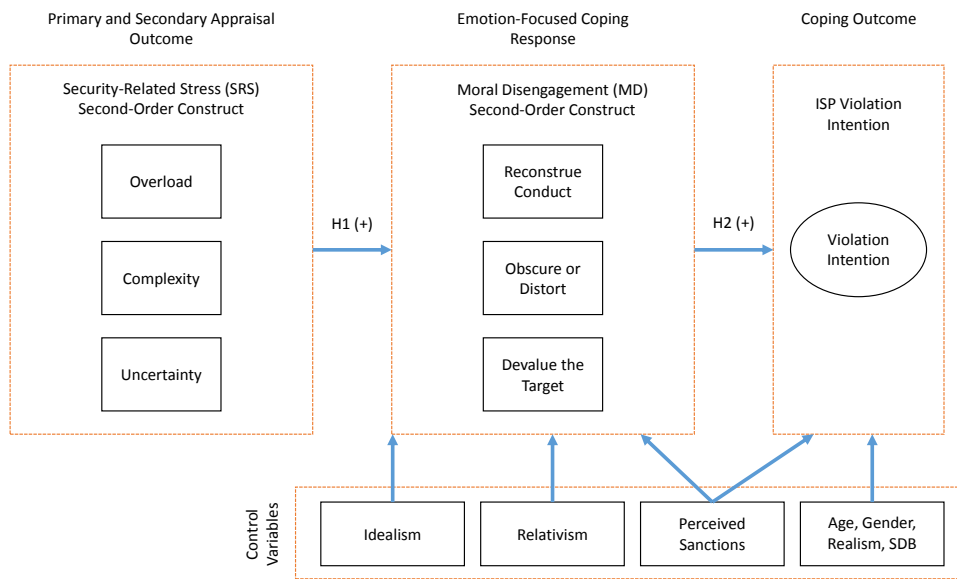 Primary and Secondary Appraisal
Outcome
Emotion-Focused Coping
Response
Coping Outcome
Security-Related Stress (SRS)
Second-Order Construct
Overload
Complexity
Uncertainty
H1 (+)
Moral Disengagement (MD)
Second-Order Construct
Reconstrue
Conduct
Obscure or
Distort
Devalue the
Target
H2 (+)
ISP Violation
Intention
Violation
Intention
Control
Variables
Idealism
Relativism
Perceived
Sanctions
Age, Gender,
Realism, SDB